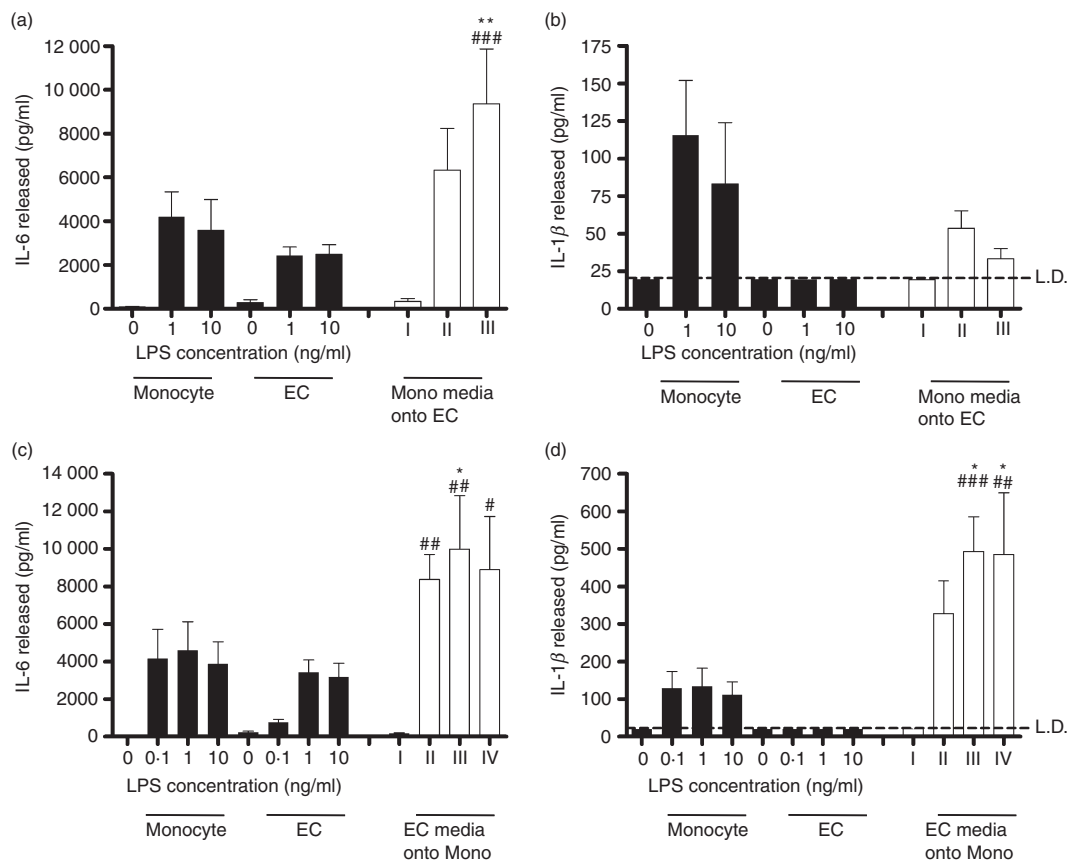 (a)
**
###
12 000
10 000
8000
6000
4000
2000
0
IL-6 released (pg/ml)
0 1 10 0 1 10 I II III
LPS concentration (ng/ml)
Monocyte EC Mono media
onto EC
(b)
175
150
125
100
75
50
25
0
IL-1β released (pg/ml)
L.D.
0 1 10 0 1 10 I II III
LPS concentration (ng/ml)
Monocyte EC Mono media
onto EC
(c)
14 000
12 000
10 000
8000
6000
4000
2000
0
IL-6 released (pg/ml)
*
## ## #
0 0·1 1 10 0 0·1 1 10 I II III IV
LPS concentration (ng/ml)
Monocyte EC EC media
onto Mono
(d)
700
600
500
400
300
200
100
0
IL-1β released (pg/ml)
* *
### ##
L.D.
0 0·1 1 10 0 0·1 1 10 I II III IV
LPS concentration (ng/ml)
Monocyte EC EC media
onto Mono